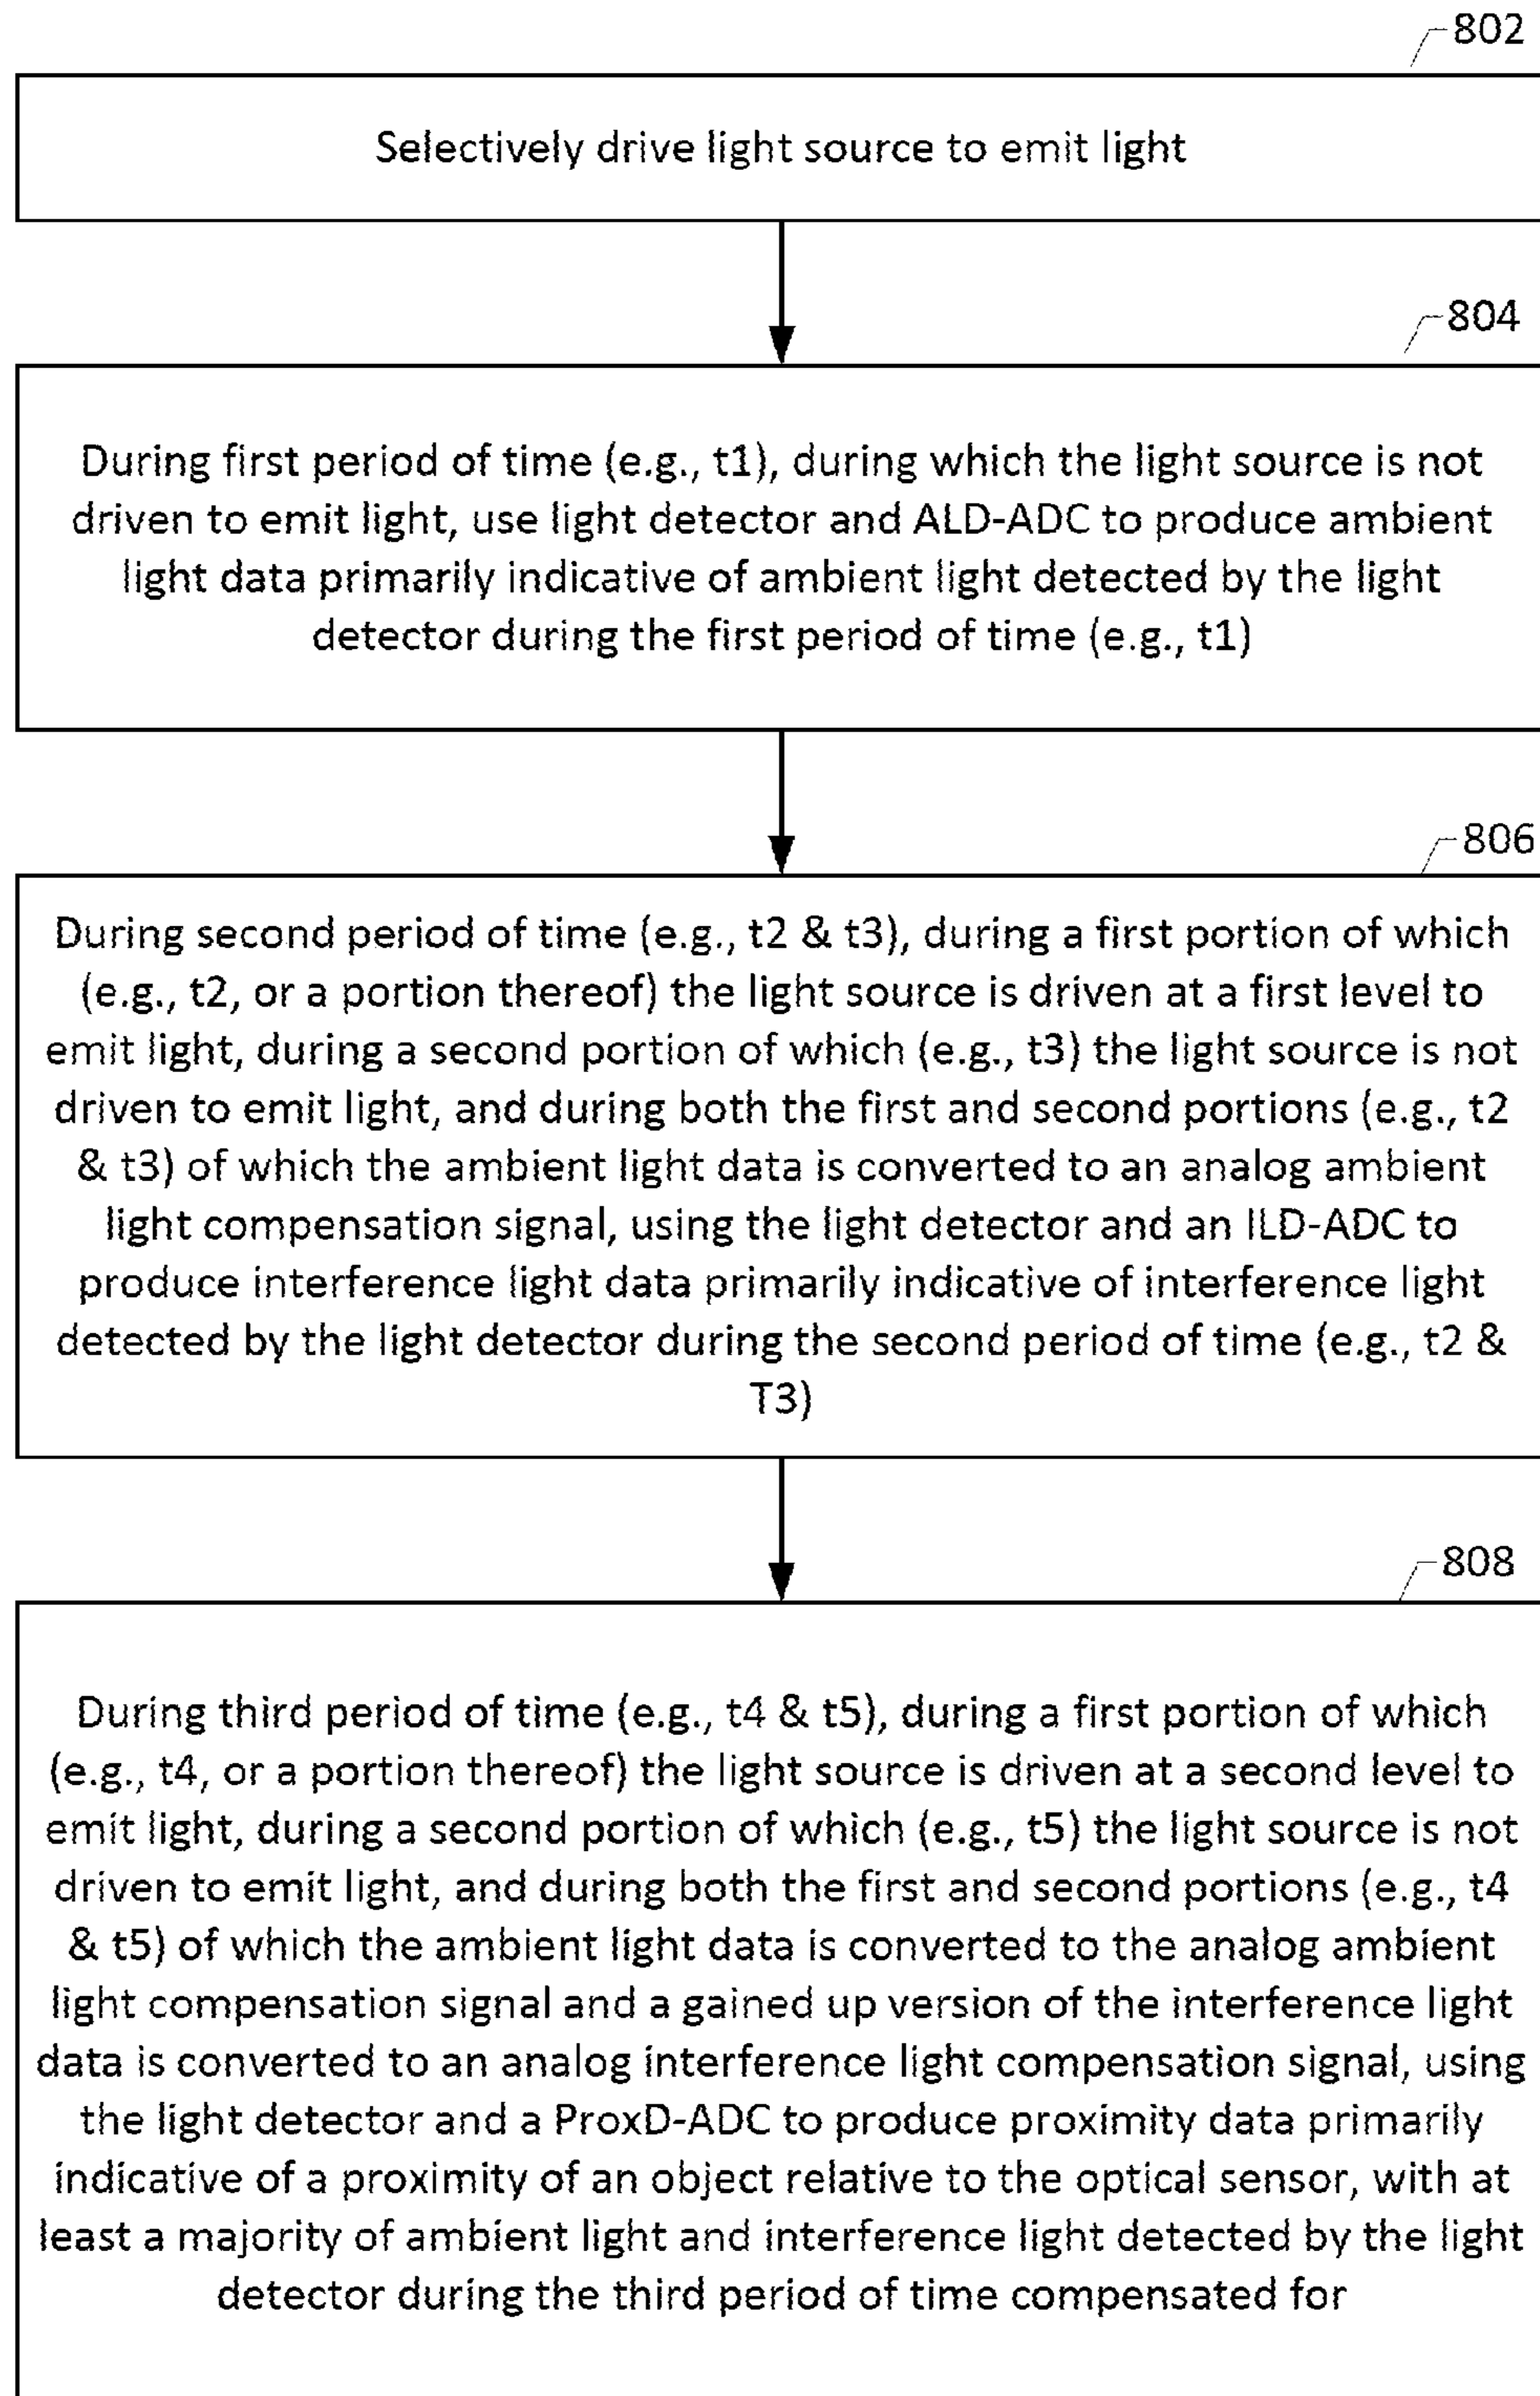 802
Selectively drive light source to emit light
804
During first period of time (e.g., t1), during which the light source is not
driven to emit light, use light detector and ALD-ADC to produce ambient
light data primarily indicative of ambient light detected by the light
detector during the first period of time (e.g., t1)
806
During second period of time (e.g., t2 & t3), during a first portion of which
(e.g., t2, or a portion thereof) the light source is driven at a first level to
emit light, during a second portion of which (e.g., t3) the light source is not
driven to emit light, and during both the first and second portions (e.g., t2
& t3) of which the ambient light data is converted to an analog ambient
light compensation signal, using the light detector and an ILD-ADC to
produce interference light data primarily indicative of interference light
detected by the light detector during the second period of time (e.g., t2 &
T3)
808
During third period of time (e.g., t4 & t5), during a first portion of which
(e.g., t4, or a portion thereof) the light source is driven at a second level to
emit light, during a second portion of which (e.g., t5) the light source is not
driven to emit light, and during both the first and second portions (e.g., t4
& t5) of which the ambient light data is converted to the analog ambient
light compensation signal and a gained up version of the interference light
data is converted to an analog interference light compensation signal, using
the light detector and a ProxD-ADC to produce proximity data primarily
indicative of a proximity of an object relative to the optical sensor, with at
least a majority of ambient light and interference light detected by the light
detector during the third period of time compensated for